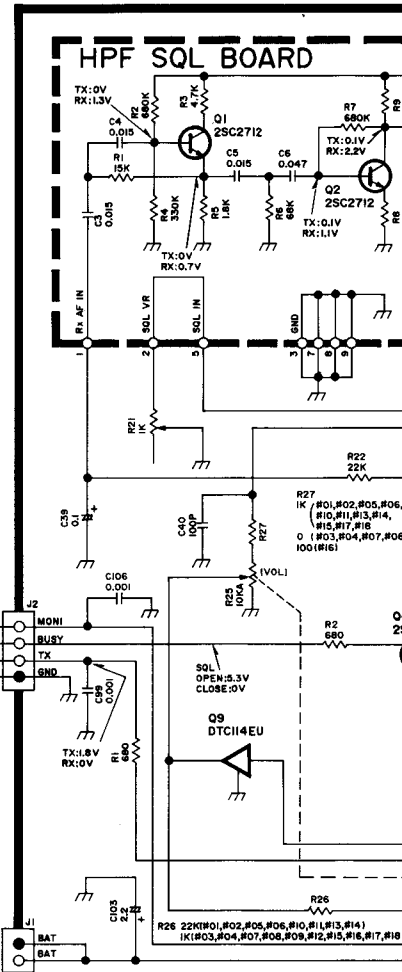 HPF SQL BOARD
TX:0V
RX:1.3V
R2
680K
R3
4.7K
C4
0.015
Q1
2SC2712
R1
15K
C5
0.015
C6
0.047
R7
680K
R9
TX:0.1V
RX:2.2V
Q2
2SC2712
C3
0.015
R4
330K
R5
1.8K
R6
68K
TX:0.1V
RX:1.1V
R8
TX:0V
RX:0.7V
Rx AF IN
SQL VR
SQL IN
GND
1
2
5
3
7
8
9
R21
1K
R22
22K
R27
1K (#01,#02,#05,#06,
#10,#11,#13,#14,
#15,#17,#18
0 (#03,#04,#07,#08
100(#16)
C39
0.1
+
C40
100P
R27
(VOL)
R25
10KA
C106
0.001
J2
MONI
BUSY
TX
GND
R2
680
SQL
OPEN:5.3V
CLOSE:0V
C99
0.001
TX:1.8V
RX:0V
R1
680
Q9
DTC114EU
C103
2.2
+
R26
R26 22K(#01,#02,#05,#06,#10,#11,#13,#14)
1K(#03,#04,#07,#08,#09,#12,#15,#16,#17,#18
J1
BAT
BAT